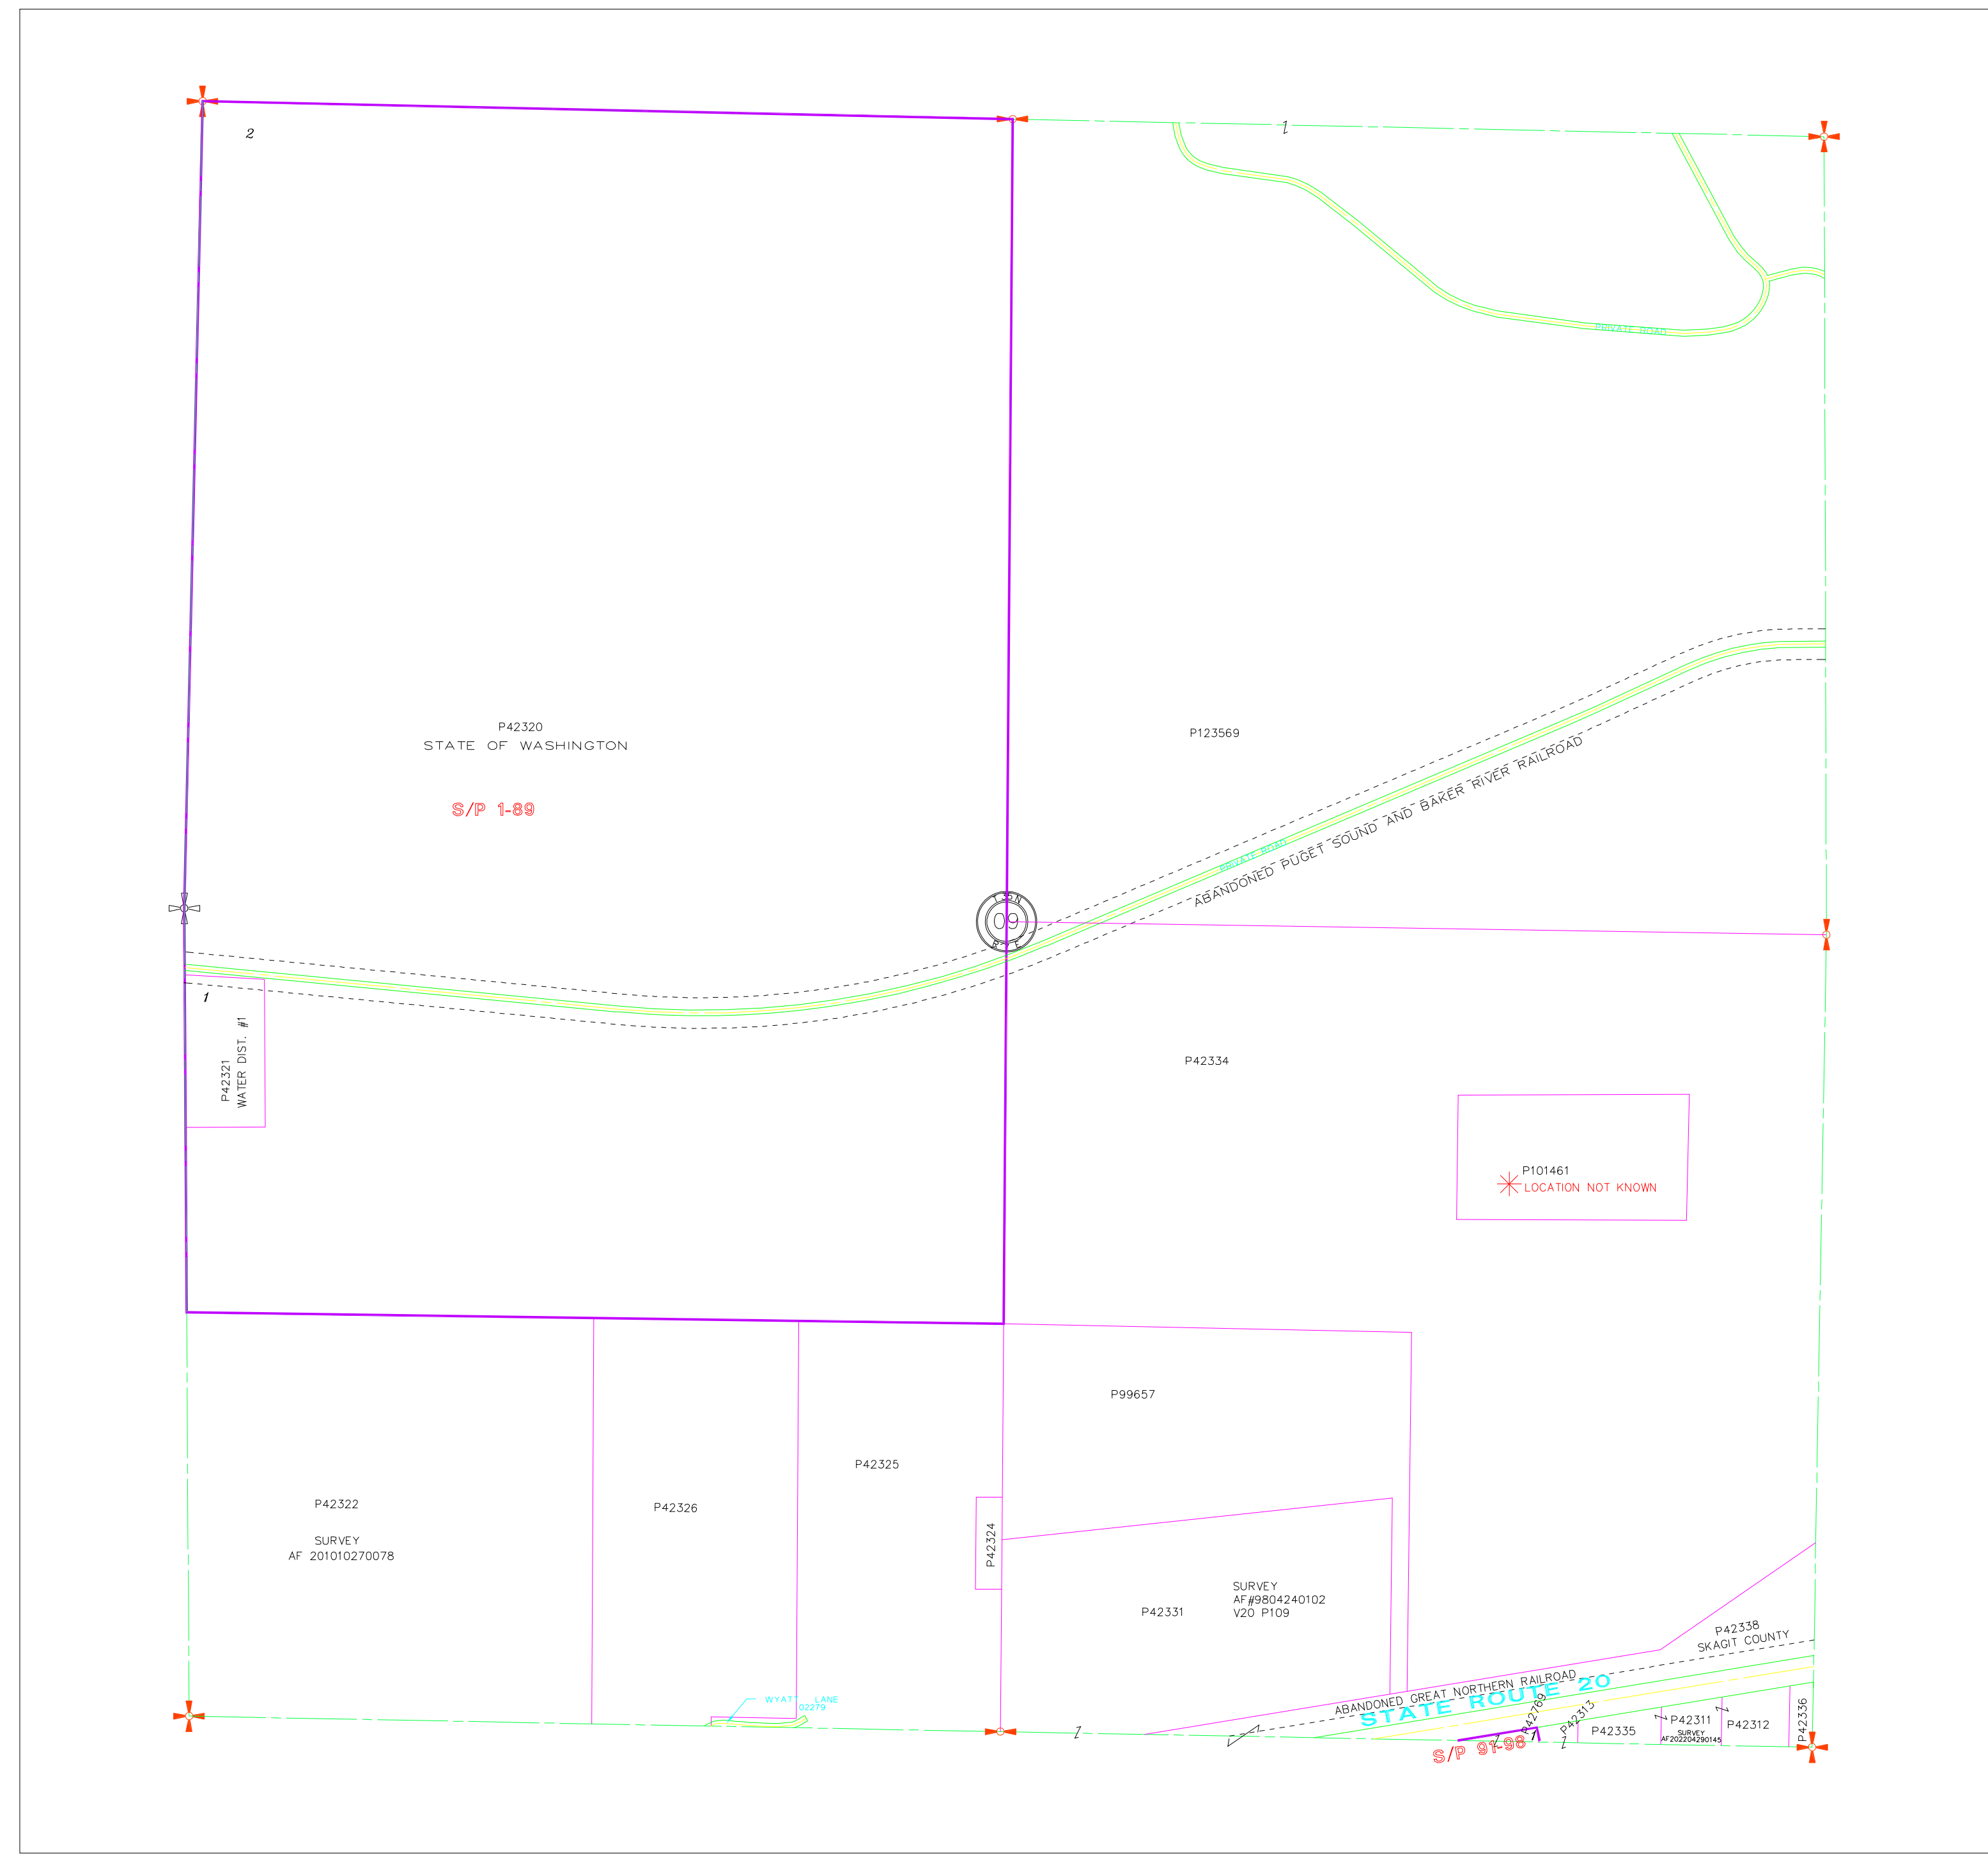 2
PRIVATE ROAD
P42320
STATE OF WASHINGTON
P123569
S/P 1-89
PRIVATE ROAD
ABANDONED PUGET SOUND AND BAKER RIVER RAILROAD
09
1
P42321
WATER DIST. #1
P42334
P101461
LOCATION NOT KNOWN
P99657
P42325
P42322
P42326
SURVEY
AF 201010270078
P42324
P42331
SURVEY
AF#9804240102
V20 P109
P42338
SKAGIT COUNTY
ABANDONED GREAT NORTHERN RAILROAD
STATE ROUTE 20
WYATT LANE
02279
S/P 91-98
1
P42769
P42313
P42335
P42311
SURVEY
AF202204290145
P42312
P42336